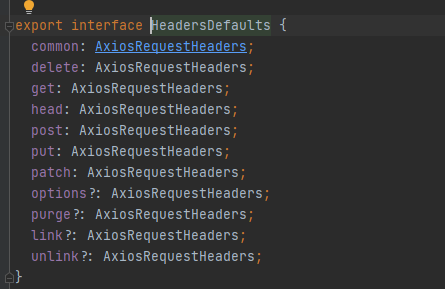 export interface HeadersDefaults {
  common: AxiosRequestHeaders;
  delete: AxiosRequestHeaders;
  get: AxiosRequestHeaders;
  head: AxiosRequestHeaders;
  post: AxiosRequestHeaders;
  put: AxiosRequestHeaders;
  patch: AxiosRequestHeaders;
  options?: AxiosRequestHeaders;
  purge?: AxiosRequestHeaders;
  link?: AxiosRequestHeaders;
  unlink?: AxiosRequestHeaders;
}